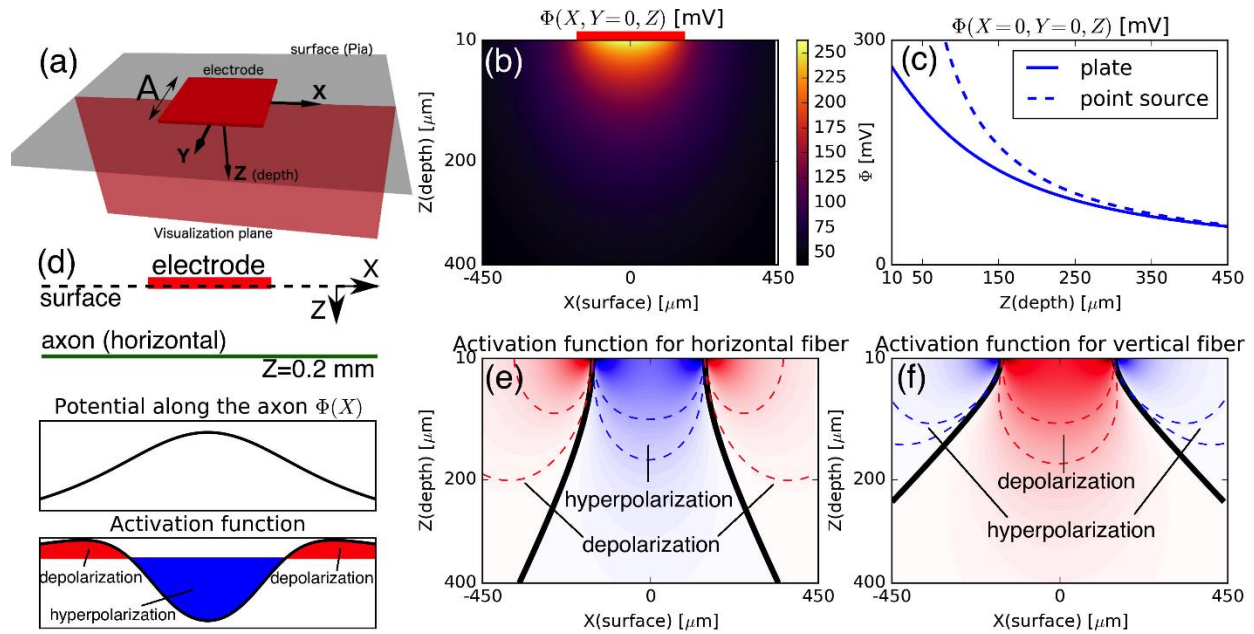 (a)
surface (Pia)
electrode
A
X
Y
Z (depth)
Visualization plane
Φ(X, Y=0, Z) [mV]
(b)
10
200
400
Z(depth) [μm]
-450 0 450
X(surface) [μm]
250
225
200
175
150
125
100
75
50
Φ(X=0, Y=0, Z) [mV]
(c)
300
0
Φ [mV]
plate
point source
10 50 150 250 350 450
Z(depth) [μm]
(d)
electrode
X
surface
Z
axon (horizontal)
Z=0.2 mm
Potential along the axon Φ(X)
Activation function
depolarization
depolarization
hyperpolarization
Activation function for horizontal fiber
(e)
10
200
400
Z(depth) [μm]
hyperpolarization
depolarization
-450 0 450
X(surface) [μm]
Activation function for vertical fiber
(f)
10
200
400
Z(depth) [μm]
depolarization
hyperpolarization
-450 0 450
X(surface) [μm]